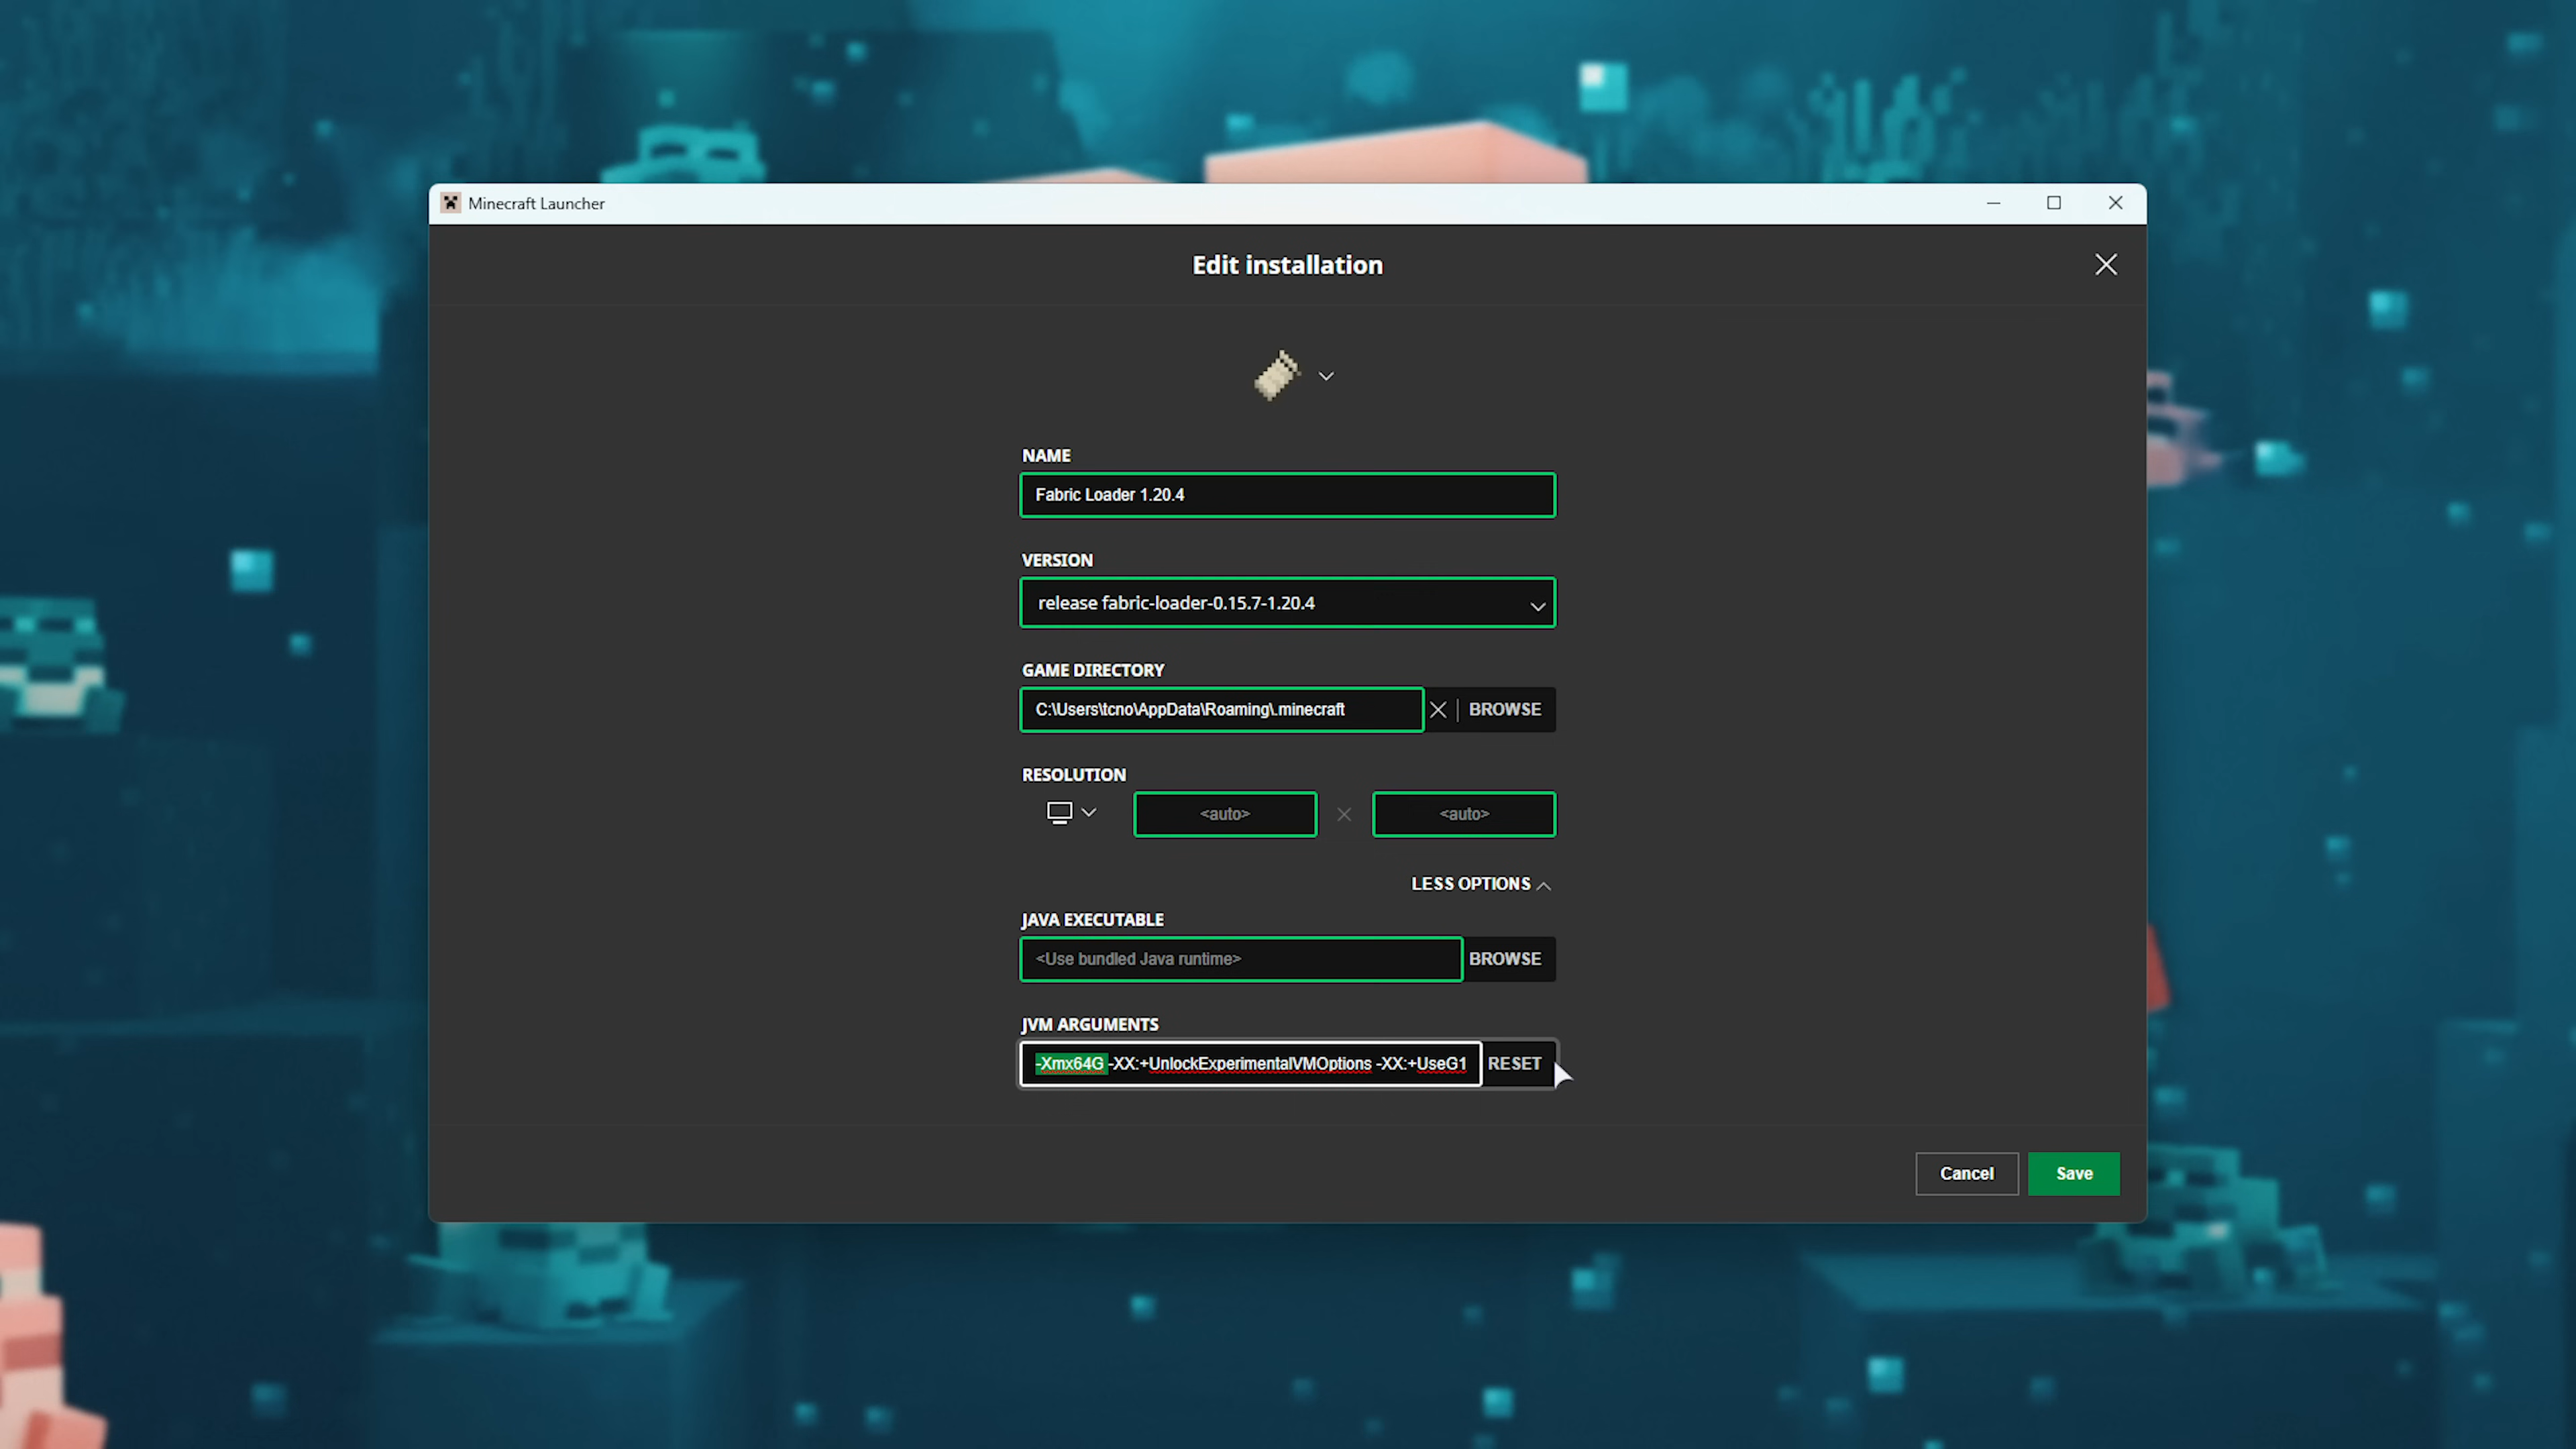 Minecraft Launcher
Edit installation
NAME
Fabric Loader 1.20.4
VERSION
release fabric-loader-0.15.7-1.20.4
GAME DIRECTORY
C:\Users\tcno\AppData\Roaming\.minecraft
BROWSE
RESOLUTION
<auto> <auto>
LESS OPTIONS
JAVA EXECUTABLE
<Use bundled Java runtime> BROWSE
JVM ARGUMENTS
-Xmx64G -XX:+UnlockExperimentalVMOptions -XX:+UseG1 RESET
Cancel Save